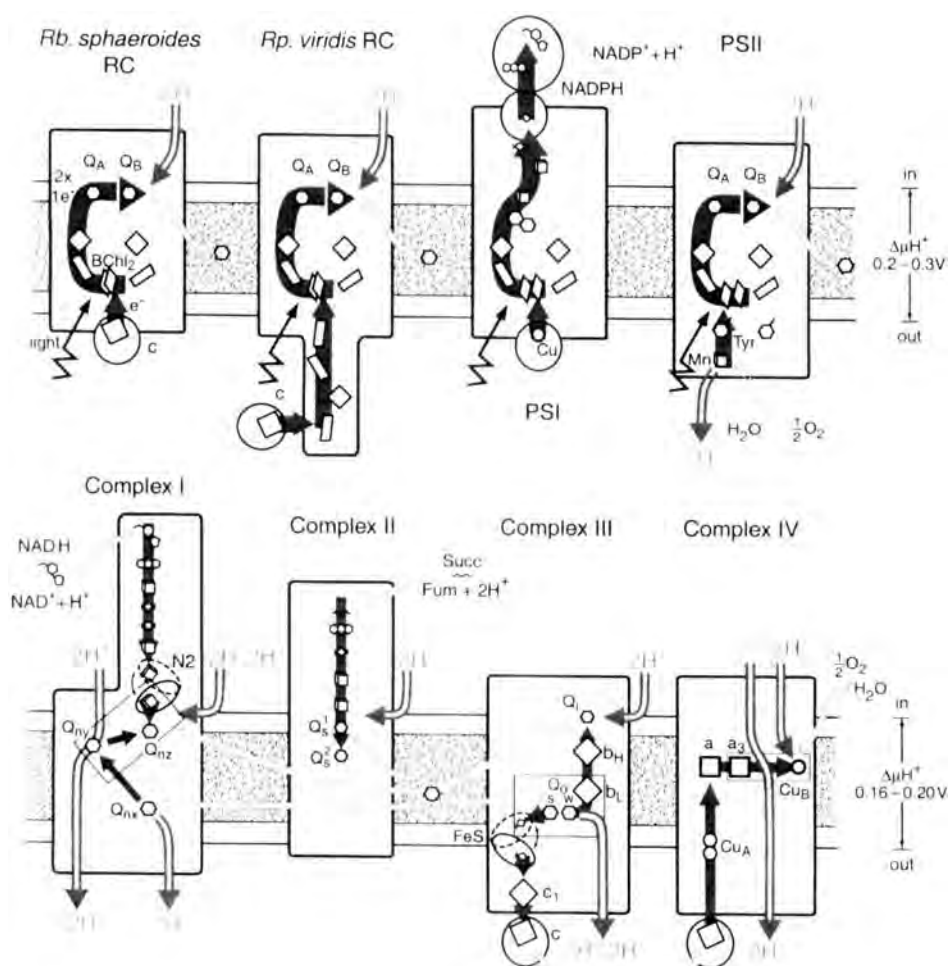 Rb. sphaeroides
RC
Rp. viridis RC
NADP⁺ + H⁺
NADPH
PSII
Q_A Q_B
2x
1e⁻
BChl₂
e⁻
light
c
Q_A Q_B
c
Cu
PSI
Q_A Q_B
Tyr
Mn
H₂O ½O₂
in
ΔμH⁺
0.2 – 0.3V
out
Complex I
NADH
NAD⁺ + H⁺
2H⁺
N2
Q_ny
Q_nz
Q_nx
Complex II
Succ
Fum + 2H⁺
Q_s¹
Q_s²
Complex III
2H⁺
Q_i
b_H
b_L
Q_o
s w
FeS
c₁
c
Complex IV
½O₂
H₂O
a a₃
Cu_B
Cu_A
in
ΔμH⁺
0.16 – 0.20V
out